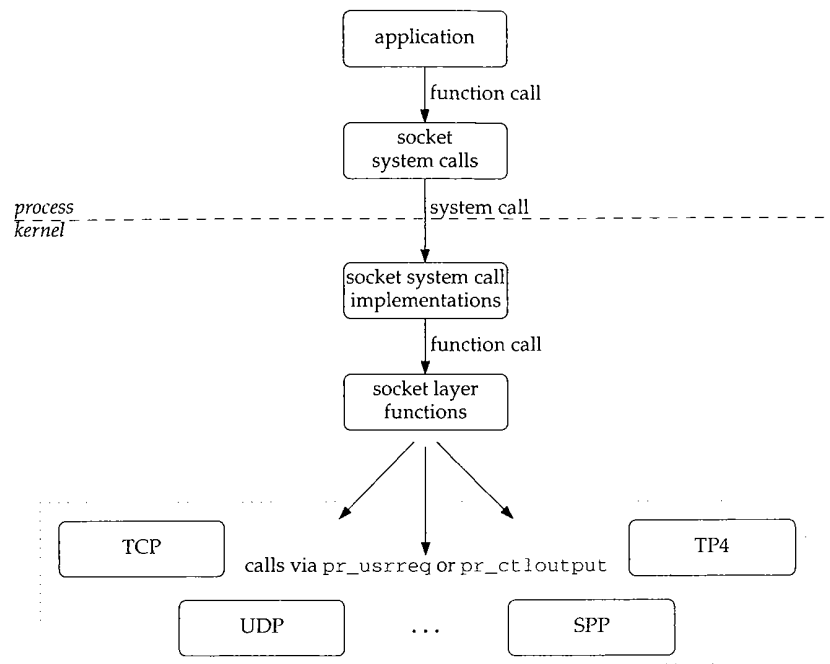 application
function call
socket
system calls
process
system call
kernel
socket system call
implementations
function call
socket layer
functions
TCP
TP4
calls via pr_usrreq or pr_ctloutput
UDP
...
SPP